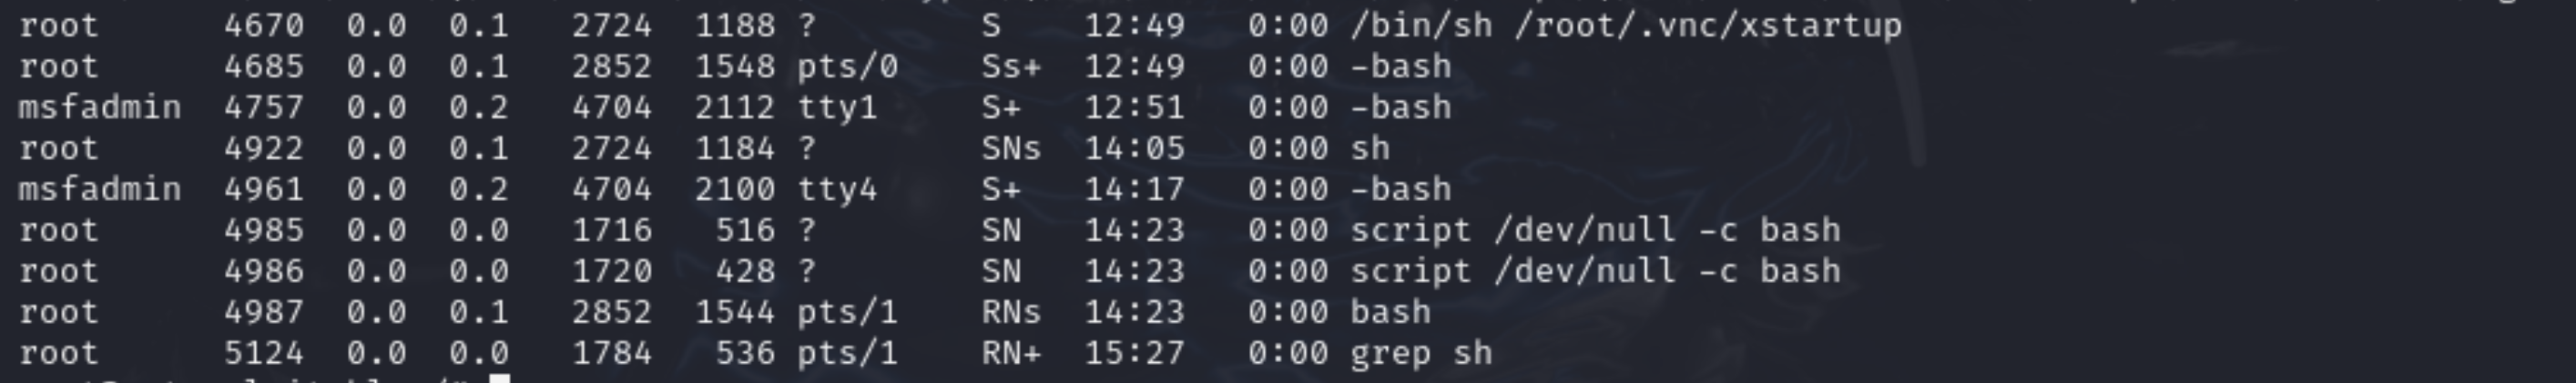 root 4670 0.0 0.1 2724 1188 ? S 12:49 0:00 /bin/sh /root/.vnc/xstartup
root 4685 0.0 0.1 2852 1548 pts/0 Ss+ 12:49 0:00 -bash
msfadmin 4757 0.0 0.2 4704 2112 tty1 S+ 12:51 0:00 -bash
root 4922 0.0 0.1 2724 1184 ? SNs 14:05 0:00 sh
msfadmin 4961 0.0 0.2 4704 2100 tty4 S+ 14:17 0:00 -bash
root 4985 0.0 0.0 1716 516 ? SN 14:23 0:00 script /dev/null -c bash
root 4986 0.0 0.0 1720 428 ? SN 14:23 0:00 script /dev/null -c bash
root 4987 0.0 0.1 2852 1544 pts/1 RNs 14:23 0:00 bash
root 5124 0.0 0.0 1784 536 pts/1 RN+ 15:27 0:00 grep sh